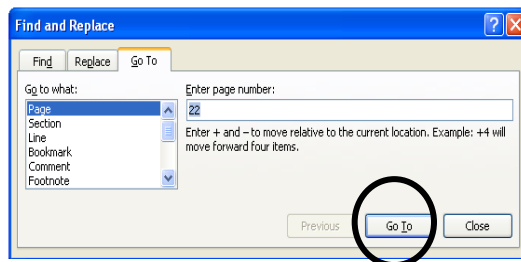 Find and Replace
Find Replace Go To
Go to what: Enter page number:
Page
Section
Line
Bookmark
Comment
Footnote
22
Enter + and – to move relative to the current location. Example: +4 will
move forward four items.
Previous Go To Close